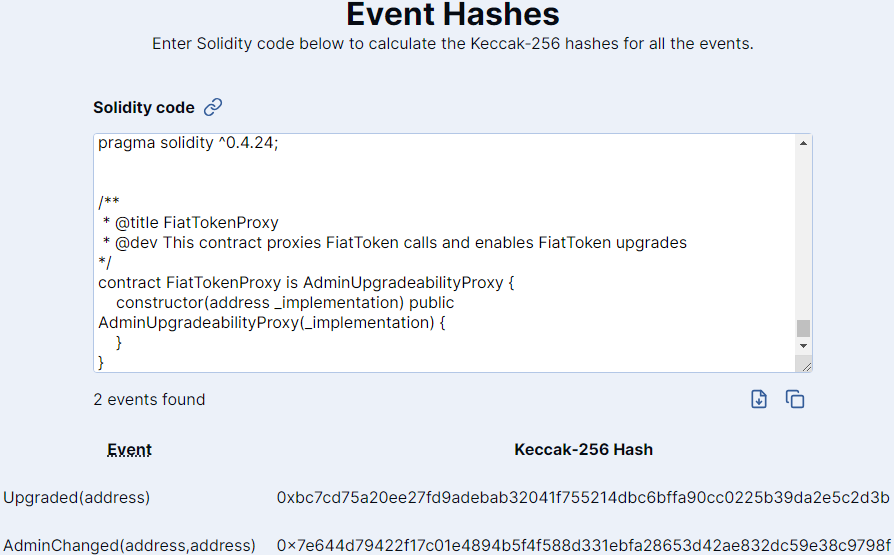 Event Hashes
Enter Solidity code below to calculate the Keccak-256 hashes for all the events.
Solidity code
pragma solidity ^0.4.24;
/**
* @title FiatTokenProxy
* @dev This contract proxies FiatToken calls and enables FiatToken upgrades
*/
contract FiatTokenProxy is AdminUpgradeabilityProxy {
constructor(address _implementation) public
AdminUpgradeabilityProxy(_implementation) {
}
}
2 events found
Event Keccak-256 Hash
Upgraded(address) 0xbc7cd75a20ee27fd9adebab32041f755214dbc6bffa90cc0225b39da2e5c2d3b
AdminChanged(address,address) 0x7e644d79422f17c01e4894b5f4f588d331ebfa28653d42ae832dc59e38c9798f